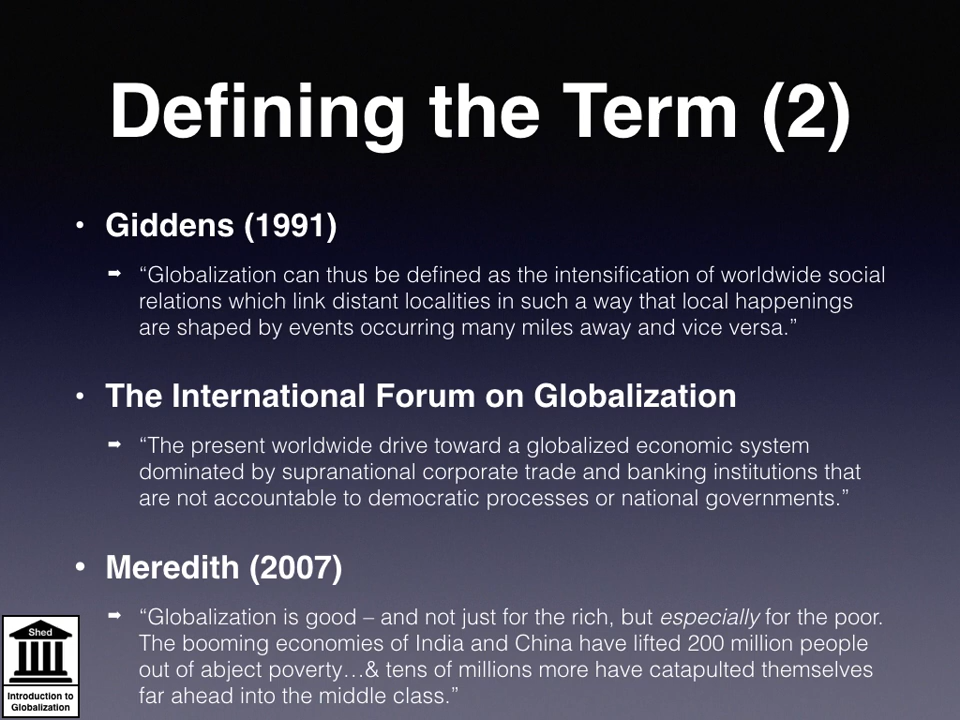 Defining the Term (2)
• Giddens (1991)
➡ “Globalization can thus be defined as the intensification of worldwide social
relations which link distant localities in such a way that local happenings
are shaped by events occurring many miles away and vice versa.”
• The International Forum on Globalization
➡ “The present worldwide drive toward a globalized economic system
dominated by supranational corporate trade and banking institutions that
are not accountable to democratic processes or national governments.”
• Meredith (2007)
➡ “Globalization is good – and not just for the rich, but especially for the poor.
The booming economies of India and China have lifted 200 million people
out of abject poverty…& tens of millions more have catapulted themselves
far ahead into the middle class.”
Shed
Introduction to
Globalization